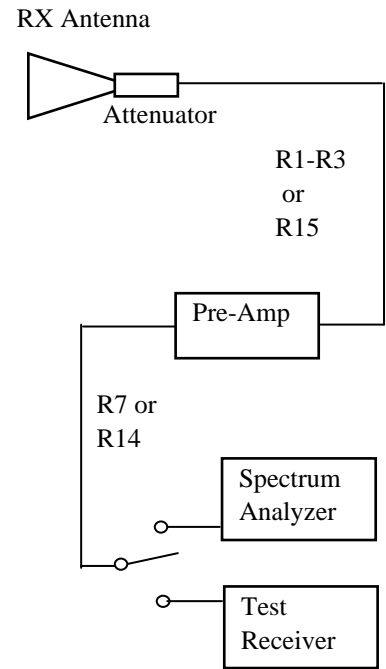 RX Antenna
Attenuator
R1-R3
or
R15
Pre-Amp
R7 or
R14
Spectrum
Analyzer
Test
Receiver